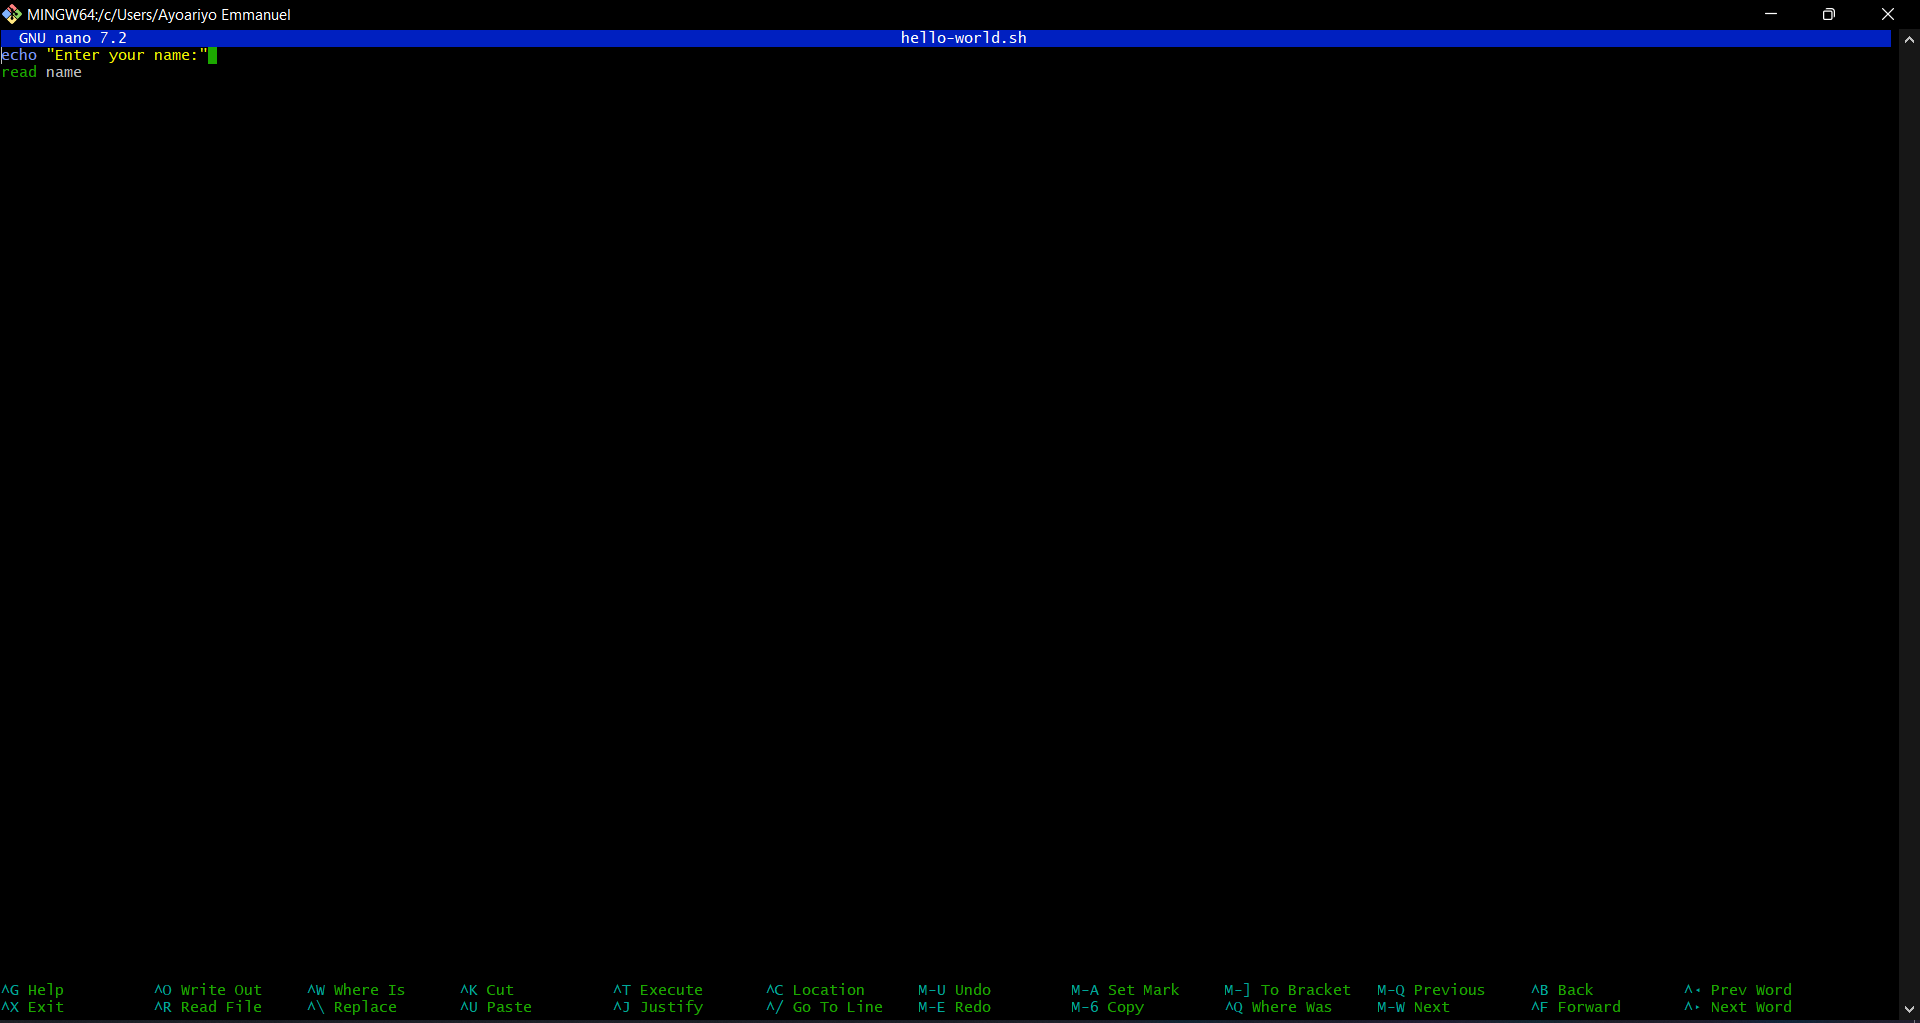 MINGW64:/c/Users/Ayoariyo Emmanuel
GNU nano 7.2 hello-world.sh
echo "Enter your name:"
read name
^G Help ^O Write Out ^W Where Is ^K Cut ^T Execute ^C Location M-U Undo M-A Set Mark M-] To Bracket M-Q Previous ^B Back ^◂ Prev Word
^X Exit ^R Read File ^\ Replace ^U Paste ^J Justify ^/ Go To Line M-E Redo M-6 Copy ^Q Where Was M-W Next ^F Forward ^▸ Next Word